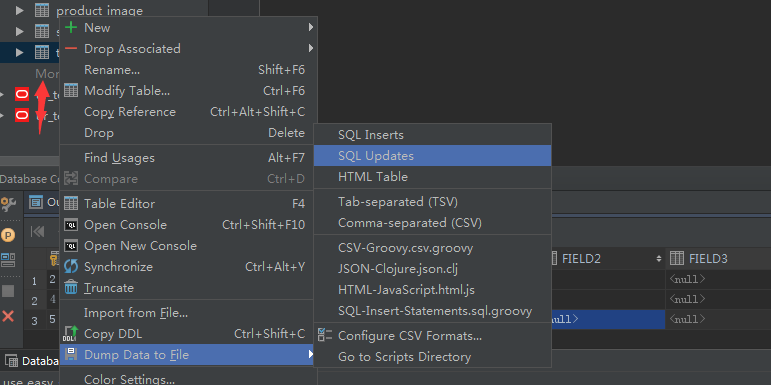 product image
New
Drop Associated
Rename... Shift+F6
Modify Table... Ctrl+F6
Copy Reference Ctrl+Alt+Shift+C
Drop Delete
Find Usages Alt+F7
Compare Ctrl+D
Table Editor F4
Open Console Ctrl+Shift+F10
Open New Console
Synchronize Ctrl+Alt+Y
Truncate
Import from File...
Copy DDL Ctrl+Shift+C
Dump Data to File
Color Settings...
SQL Inserts
SQL Updates
HTML Table
Tab-separated (TSV)
Comma-separated (CSV)
CSV-Groovy.csv.groovy
JSON-Clojure.json.clj
HTML-JavaScript.html.js
SQL-Insert-Statements.sql.groovy
Configure CSV Formats...
Go to Scripts Directory
Mor
Database Co
Ou
FIELD2 FIELD3
1 2 <null>
2 4 <null>
3 5 null> <null>
Databas
use easy